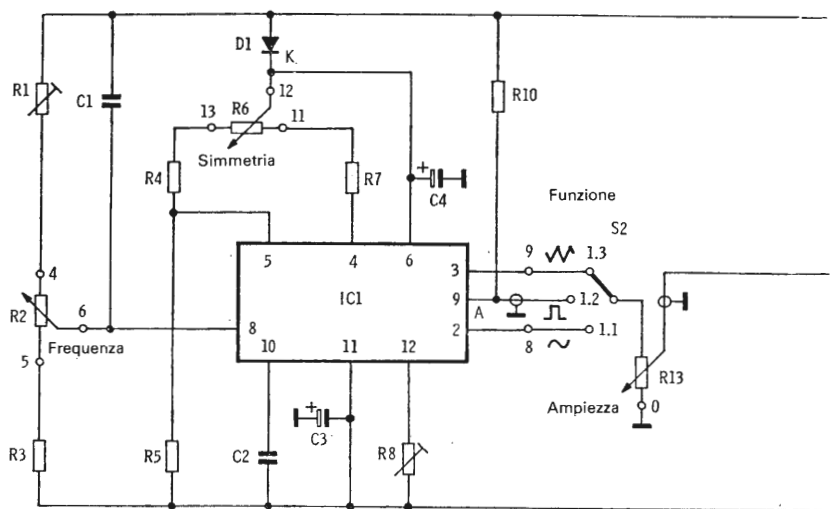 D1
K
R1
C1
12
R6
13
11
R10
Simmetria
R4
R7
+
C4
Funzione
S2
5
4
6
9
1.3
3
4
IC1
9
A
1.2
R2
6
8
2
8
1.1
Frequenza
5
10
11
12
R13
Ampiezza
0
+
C3
R3
R5
C2
R8